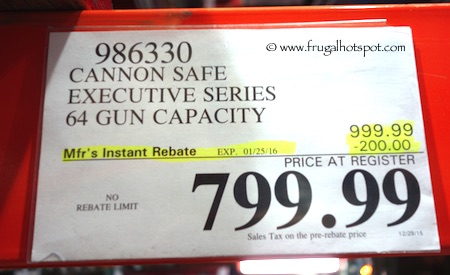 © www.frugalhotspot.com
986330
CANNON SAFE
EXECUTIVE SERIES
64 GUN CAPACITY
999.99
Mfr's Instant Rebate EXP. 01/25/16 -200.00
PRICE AT REGISTER
NO
REBATE LIMIT
799.99
Sales Tax on the pre-rebate price
12/28/15